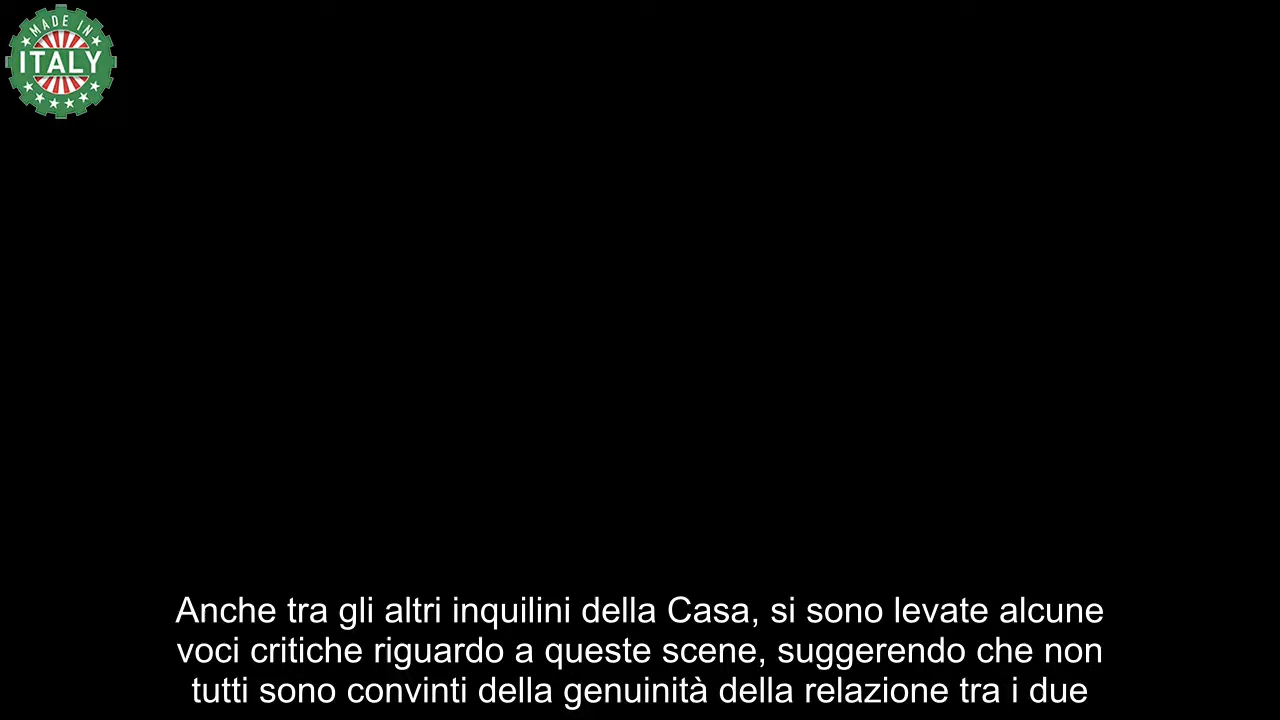 MADE IN
ITALY
Anche tra gli altri inquilini della Casa, si sono levate alcune
voci critiche riguardo a queste scene, suggerendo che non
tutti sono convinti della genuinità della relazione tra i due